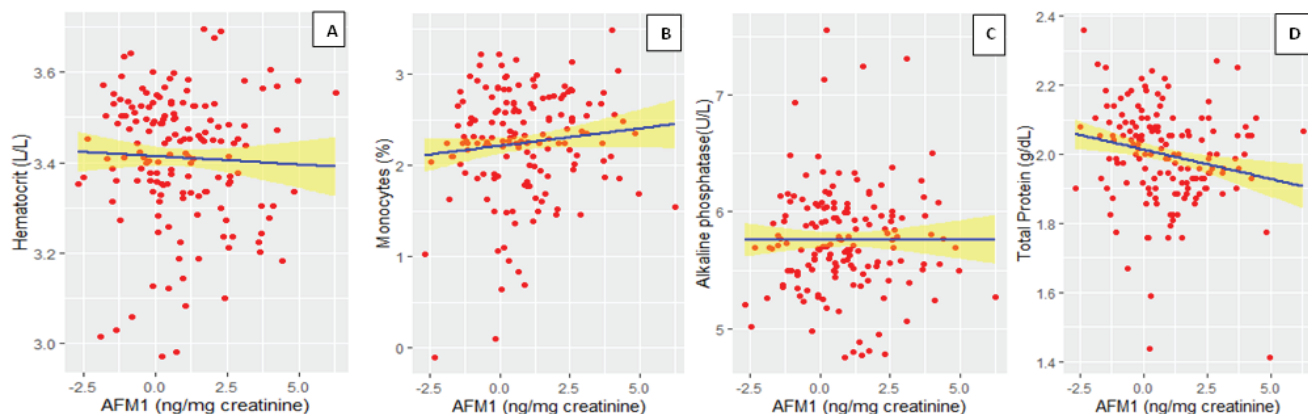 A
Hematocrit (L/L)
3.6
3.4
3.2
3.0
-2.5
0.0
2.5
5.0
AFM1 (ng/mg creatinine)
B
Monocytes (%)
3
2
1
0
-2.5
0.0
2.5
5.0
AFM1 (ng/mg creatinine)
C
Alkaline phosphatase(U/L)
7
6
5
-2.5
0.0
2.5
5.0
AFM1 (ng/mg creatinine)
D
Total Protein (g/dL)
2.4
2.2
2.0
1.8
1.6
1.4
-2.5
0.0
2.5
5.0
AFM1 (ng/mg creatinine)